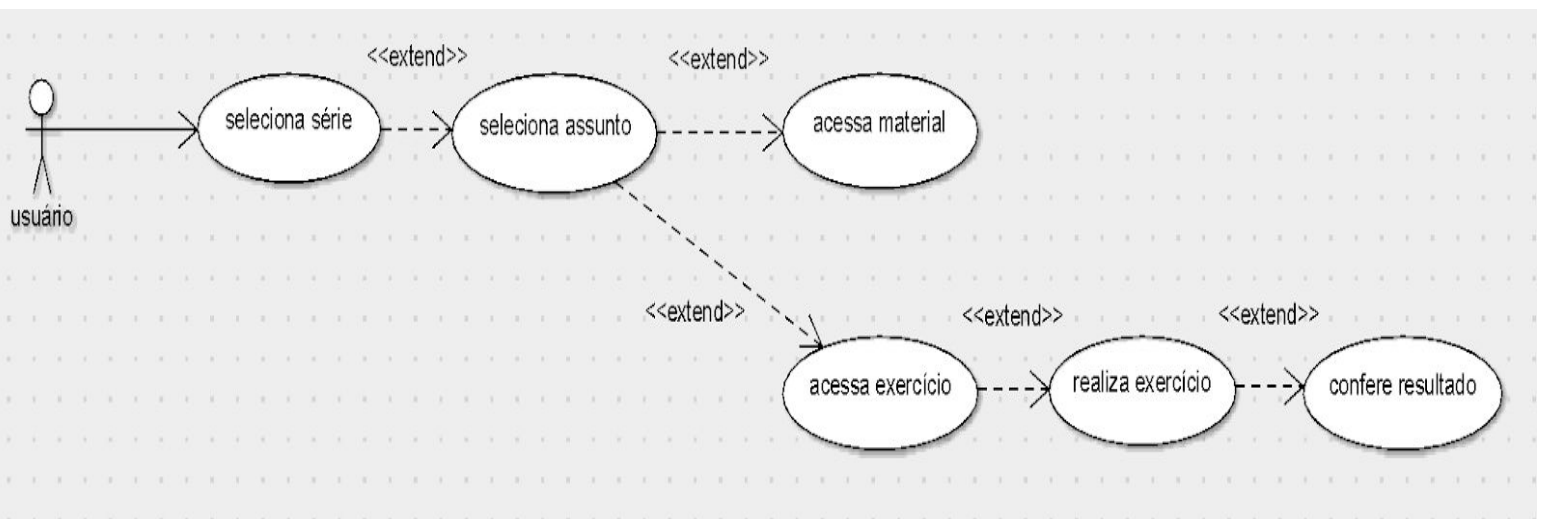 <<extend>>
<<extend>>
seleciona série
seleciona assunto
acessa material
usuário
<<extend>>
<<extend>>
<<extend>>
acessa exercício
realiza exercício
confere resultado